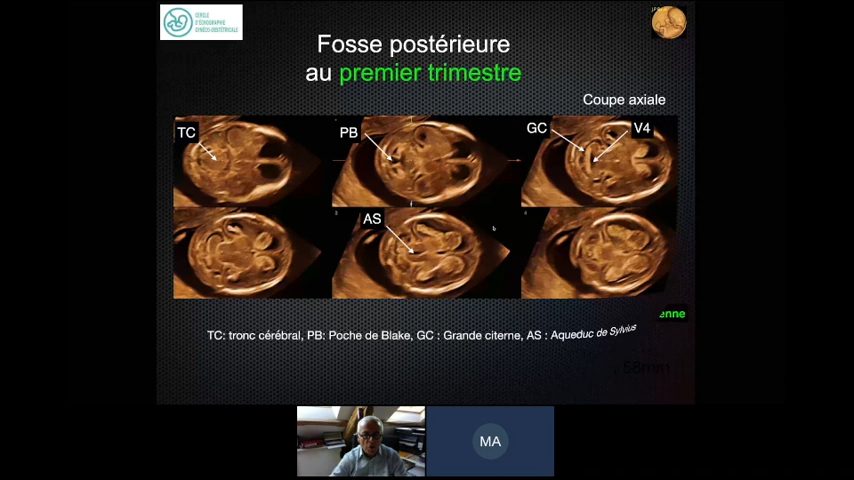 CERCLE
D'ÉCHOGRAPHIE
GYNÉCO-OBSTÉTRICALE
Fosse postérieure
au premier trimestre
Coupe axiale
TC
PB
GC
V4
AS
enne
TC: tronc cérébral, PB: Poche de Blake, GC : Grande citerne, AS : Aqueduc de Sylvius
58mm
MA